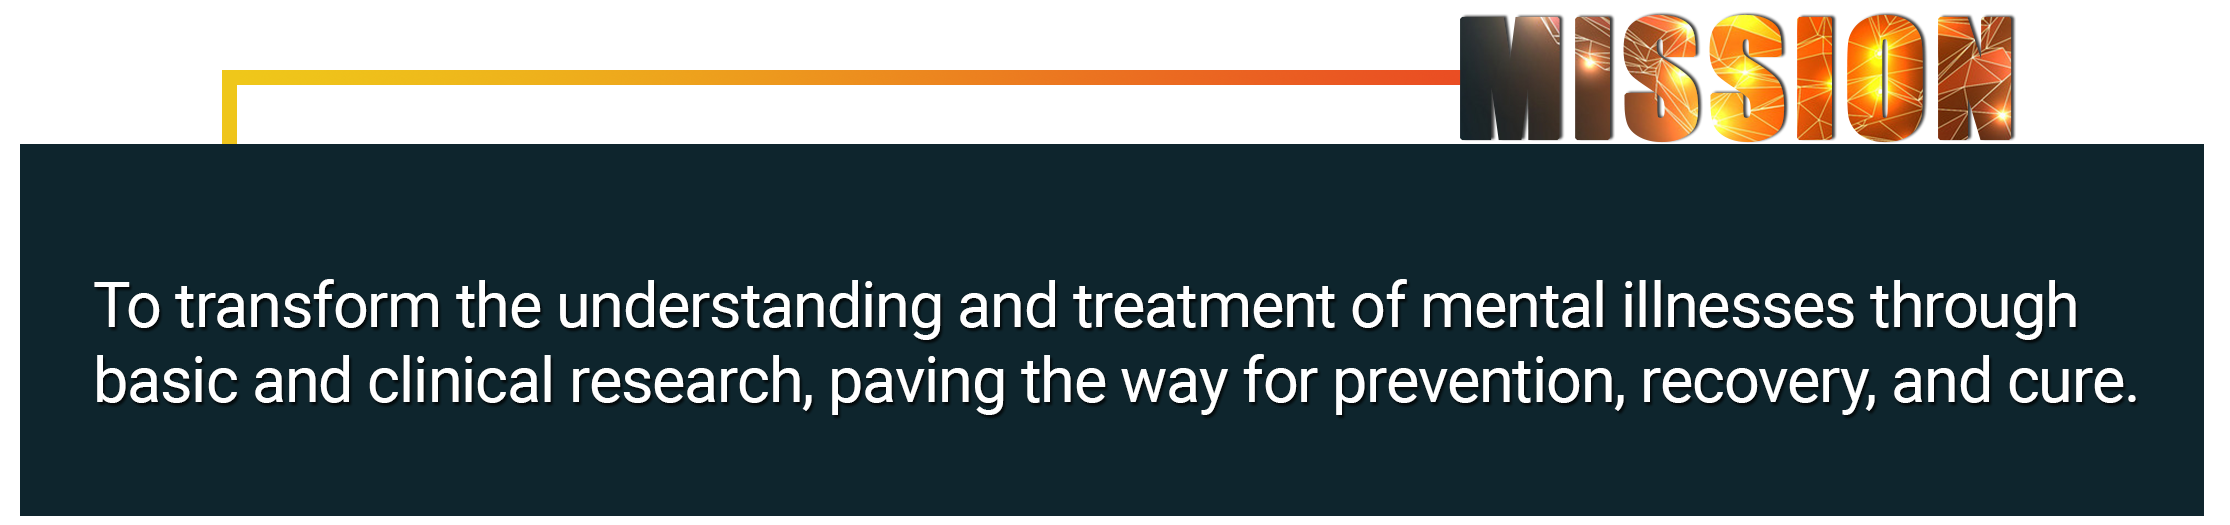 MISSION
To transform the understanding and treatment of mental illnesses through
basic and clinical research, paving the way for prevention, recovery, and cure.